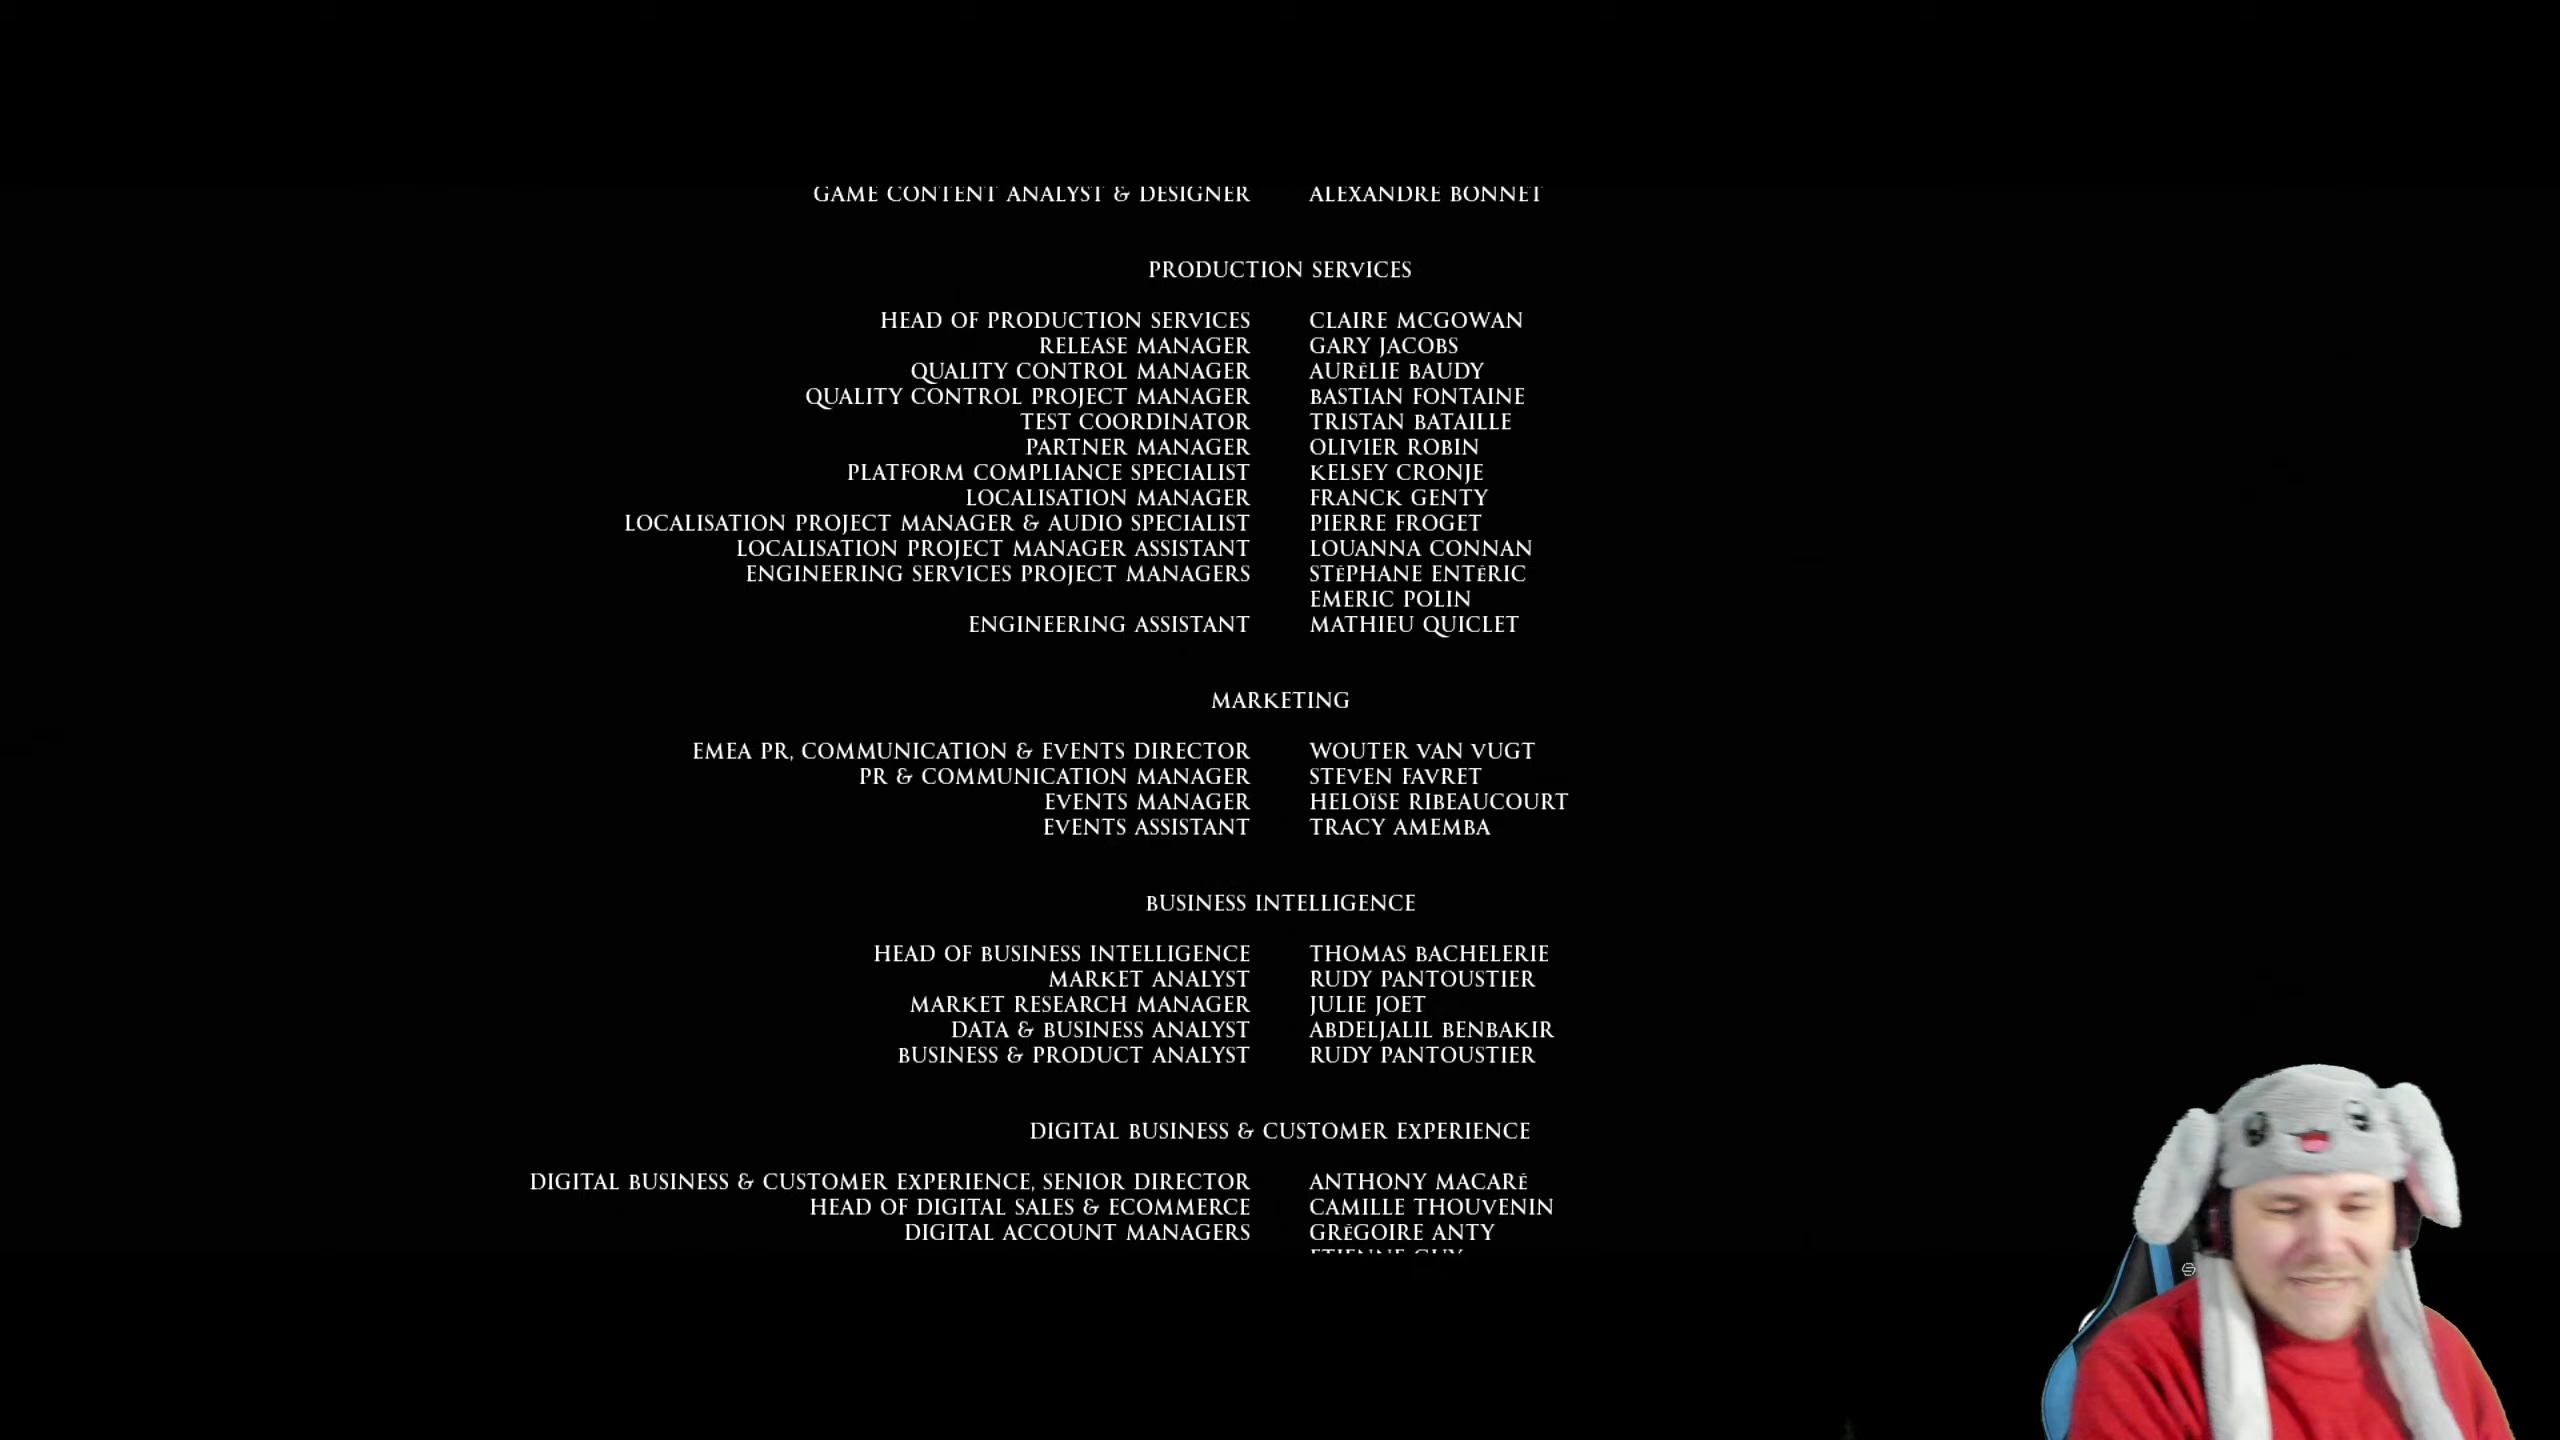 GAME CONTENT ANALYST & DESIGNER ALEXANDRE BONNET
PRODUCTION SERVICES
HEAD OF PRODUCTION SERVICES CLAIRE MCGOWAN
RELEASE MANAGER GARY JACOBS
QUALITY CONTROL MANAGER AURÉLIE BAUDY
QUALITY CONTROL PROJECT MANAGER BASTIAN FONTAINE
TEST COORDINATOR TRISTAN BATAILLE
PARTNER MANAGER OLIVIER ROBIN
PLATFORM COMPLIANCE SPECIALIST KELSEY CRONJE
LOCALISATION MANAGER FRANCK GENTY
LOCALISATION PROJECT MANAGER & AUDIO SPECIALIST PIERRE FROGET
LOCALISATION PROJECT MANAGER ASSISTANT LOUANNA CONNAN
ENGINEERING SERVICES PROJECT MANAGERS STÉPHANE ENTÉRIC
EMERIC POLIN
ENGINEERING ASSISTANT MATHIEU QUICLET
MARKETING
EMEA PR, COMMUNICATION & EVENTS DIRECTOR WOUTER VAN VUGT
PR & COMMUNICATION MANAGER STEVEN FAVRET
EVENTS MANAGER HELOÏSE RIBEAUCOURT
EVENTS ASSISTANT TRACY AMEMBA
BUSINESS INTELLIGENCE
HEAD OF BUSINESS INTELLIGENCE THOMAS BACHELERIE
MARKET ANALYST RUDY PANTOUSTIER
MARKET RESEARCH MANAGER JULIE JOET
DATA & BUSINESS ANALYST ABDELJALIL BENBAKIR
BUSINESS & PRODUCT ANALYST RUDY PANTOUSTIER
DIGITAL BUSINESS & CUSTOMER EXPERIENCE
DIGITAL BUSINESS & CUSTOMER EXPERIENCE, SENIOR DIRECTOR ANTHONY MACARÉ
HEAD OF DIGITAL SALES & ECOMMERCE CAMILLE THOUVENIN
DIGITAL ACCOUNT MANAGERS GRÉGOIRE ANTY